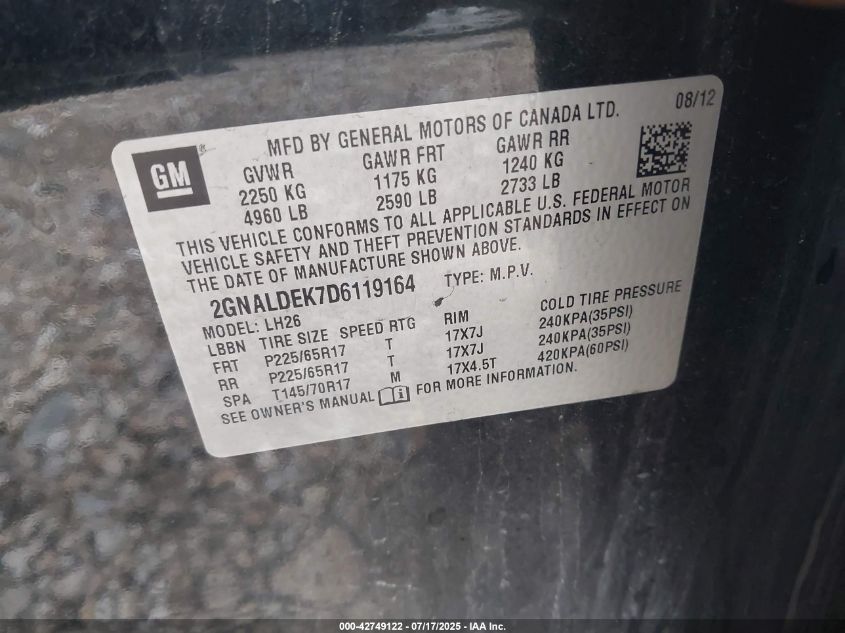 08/12
MFD BY GENERAL MOTORS OF CANADA LTD.
GM®
GVWR GAWR FRT GAWR RR
2250 KG 1175 KG 1240 KG
4960 LB 2590 LB 2733 LB
THIS VEHICLE CONFORMS TO ALL APPLICABLE U.S. FEDERAL MOTOR
VEHICLE SAFETY AND THEFT PREVENTION STANDARDS IN EFFECT ON
THE DATE OF MANUFACTURE SHOWN ABOVE.
2GNALDEK7D6119164 TYPE: M.P.V.
MODEL: LH26
LBBN TIRE SIZE SPEED RTG RIM COLD TIRE PRESSURE
FRT P225/65R17 T 17X7J 240KPA(35PSI)
RR P225/65R17 T 17X7J 240KPA(35PSI)
SPA T145/70R17 M 17X4.5T 420KPA(60PSI)
SEE OWNER'S MANUAL i FOR MORE INFORMATION.
000-42749122 - 07/17/2025 - IAA Inc.